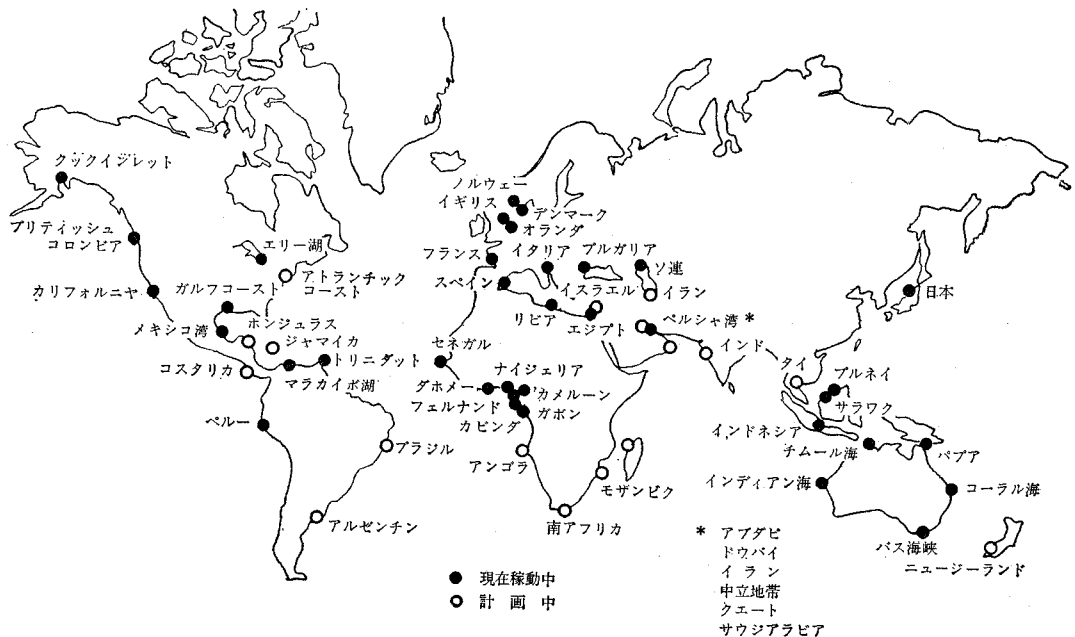 クックイジレット
ブリティッシュ
コロンビア
カリフォルニヤ
エリー湖
アトランチック
コースト
ガルフコースト
メキシコ湾
ホンジュラス
ジャマイカ
コスタリカ
トリニダット
マラカイボ湖
ペルー
ブラジル
アルゼンチン
ノルウェー
イギリス
デンマーク
オランダ
フランス
イタリア
ブルガリア
ソ連
スペイン
イスラエル
イラン
リビア
エジプト
ペルシャ湾 *
インド
セネガル
ナイジェリア
ダホメー
カメルーン
フェルナンド
ガボン
カビンダ
アンゴラ
モザンビク
南アフリカ
日本
タイ
ブルネイ
サラワク
インドネシア
チムール海
パプア
インディアン海
コーラル海
バス海峡
ニュージーランド
* アブダビ
ドウバイ
イラン
中立地帯
クエート
サウジアラビア
● 現在稼動中
○ 計画中